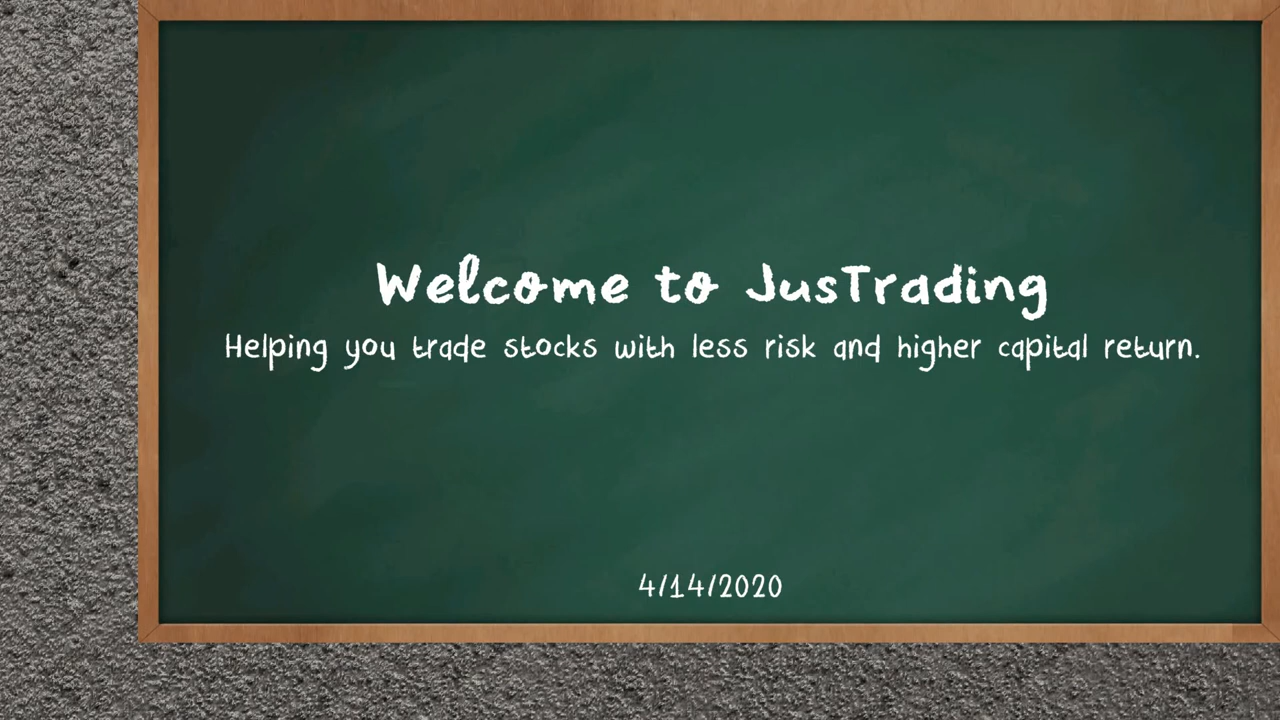 Welcome to JusTrading
Helping you trade stocks with less risk and higher capital return.
4/14/2020